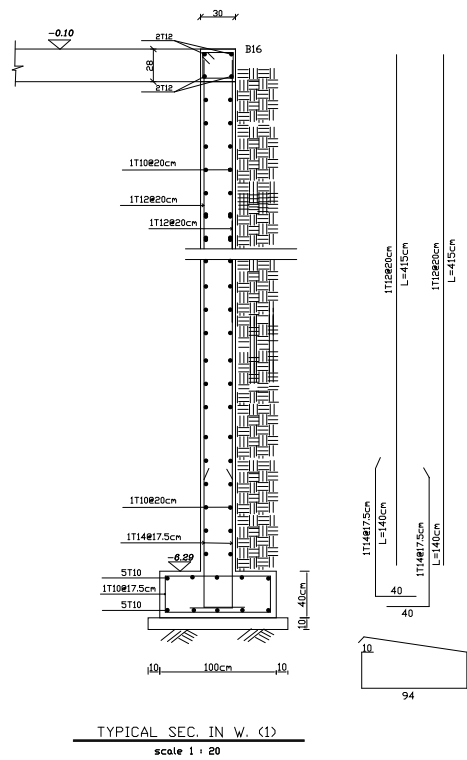 30
-0.10
2T12
B16
28
2T12
1T10@20cm
1T12@20cm
1T12@20cm
1T12@20cm
L=415cm
1T12@20cm
L=415cm
1T10@20cm
1T14@17.5cm
1T14@17.5cm
L=140cm
1T14@17.5cm
L=140cm
-6.29
5T10
1T10@17.5cm
5T10
40cm
10
40
40
10
100cm
10
10
94
TYPICAL SEC. IN W. (1)
scale 1 : 20